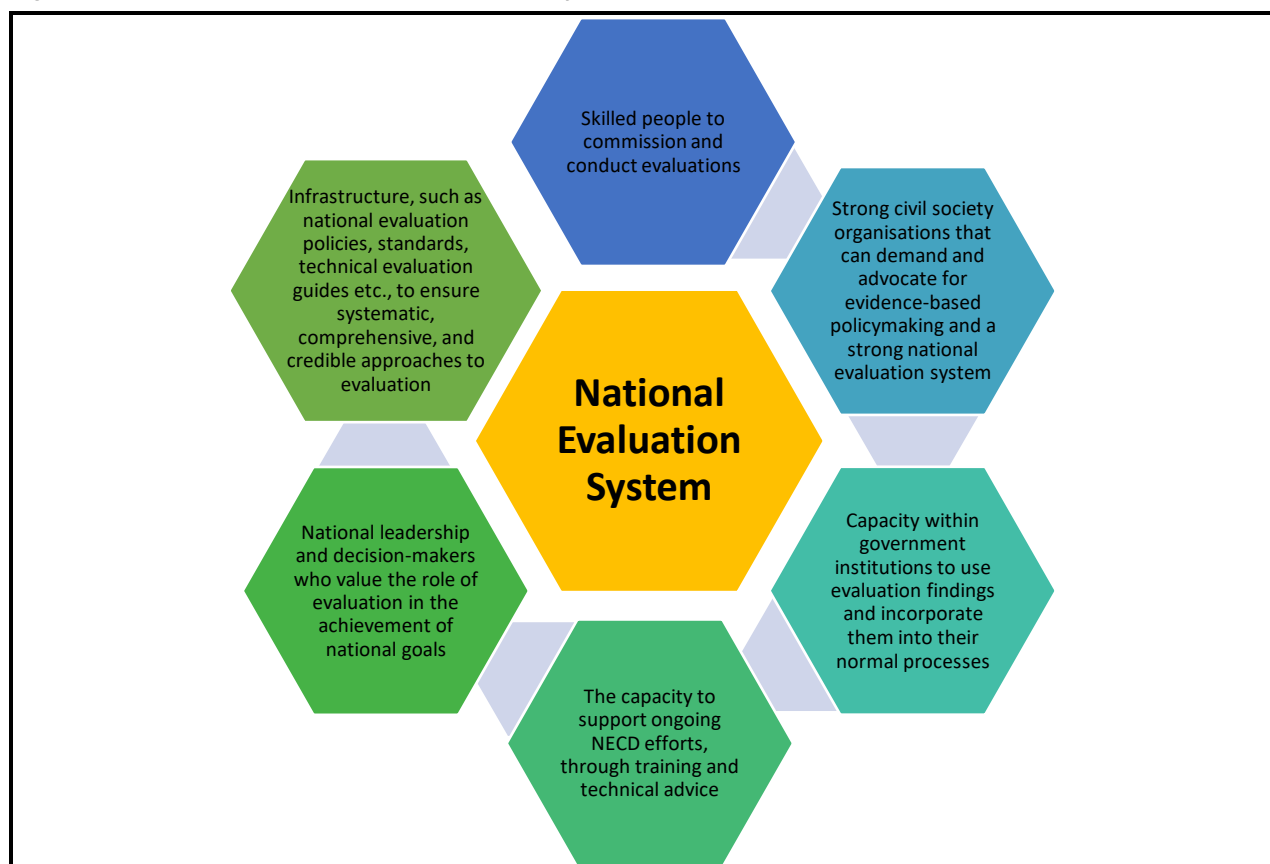 Skilled people to
commission and
conduct evaluations
Strong civil society
organisations that
can demand and
advocate for
evidence-based
policymaking and a
strong national
evaluation system
Capacity within
government
institutions to use
evaluation findings
and incorporate
them into their
normal processes
The capacity to
support ongoing
NECD efforts,
through training and
technical advice
National leadership
and decision-makers
who value the role of
evaluation in the
achievement of
national goals
Infrastructure, such as
national evaluation
policies, standards,
technical evaluation
guides etc., to ensure
systematic,
comprehensive, and
credible approaches to
evaluation
National
Evaluation
System